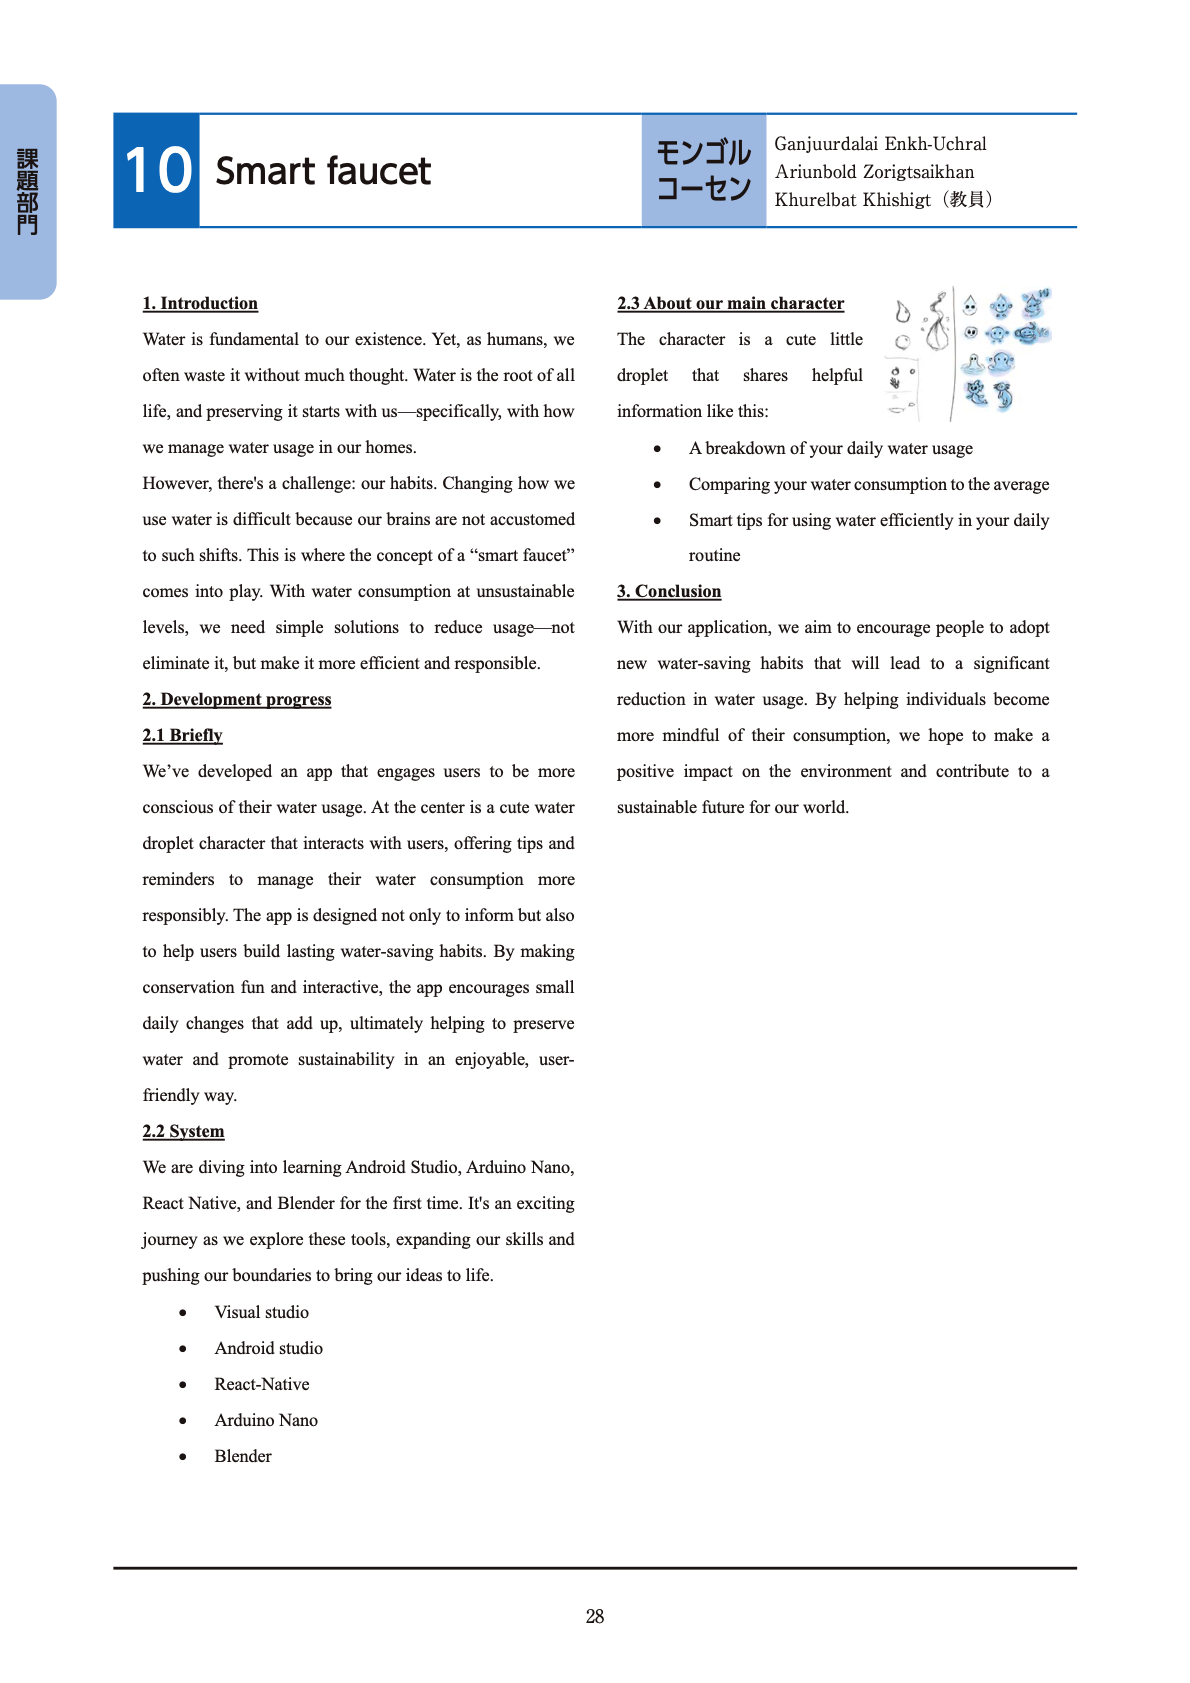 課題部門
10
Smart faucet
モンゴル
コーセン
Ganjuurdalai Enkh-Uchral
Ariunbold Zorigtsaikhan
Khurelbat Khishigt（教員）
1. Introduction
Water is fundamental to our existence. Yet, as humans, we
often waste it without much thought. Water is the root of all
life, and preserving it starts with us—specifically, with how
we manage water usage in our homes.
However, there's a challenge: our habits. Changing how we
use water is difficult because our brains are not accustomed
to such shifts. This is where the concept of a “smart faucet”
comes into play. With water consumption at unsustainable
levels, we need simple solutions to reduce usage—not
eliminate it, but make it more efficient and responsible.
2. Development progress
2.1 Briefly
We’ve developed an app that engages users to be more
conscious of their water usage. At the center is a cute water
droplet character that interacts with users, offering tips and
reminders to manage their water consumption more
responsibly. The app is designed not only to inform but also
to help users build lasting water-saving habits. By making
conservation fun and interactive, the app encourages small
daily changes that add up, ultimately helping to preserve
water and promote sustainability in an enjoyable, user-
friendly way.
2.2 System
We are diving into learning Android Studio, Arduino Nano,
React Native, and Blender for the first time. It's an exciting
journey as we explore these tools, expanding our skills and
pushing our boundaries to bring our ideas to life.
• Visual studio
• Android studio
• React-Native
• Arduino Nano
• Blender
2.3 About our main character
The character is a cute little
droplet that shares helpful
information like this:
• A breakdown of your daily water usage
• Comparing your water consumption to the average
• Smart tips for using water efficiently in your daily
routine
3. Conclusion
With our application, we aim to encourage people to adopt
new water-saving habits that will lead to a significant
reduction in water usage. By helping individuals become
more mindful of their consumption, we hope to make a
positive impact on the environment and contribute to a
sustainable future for our world.
28